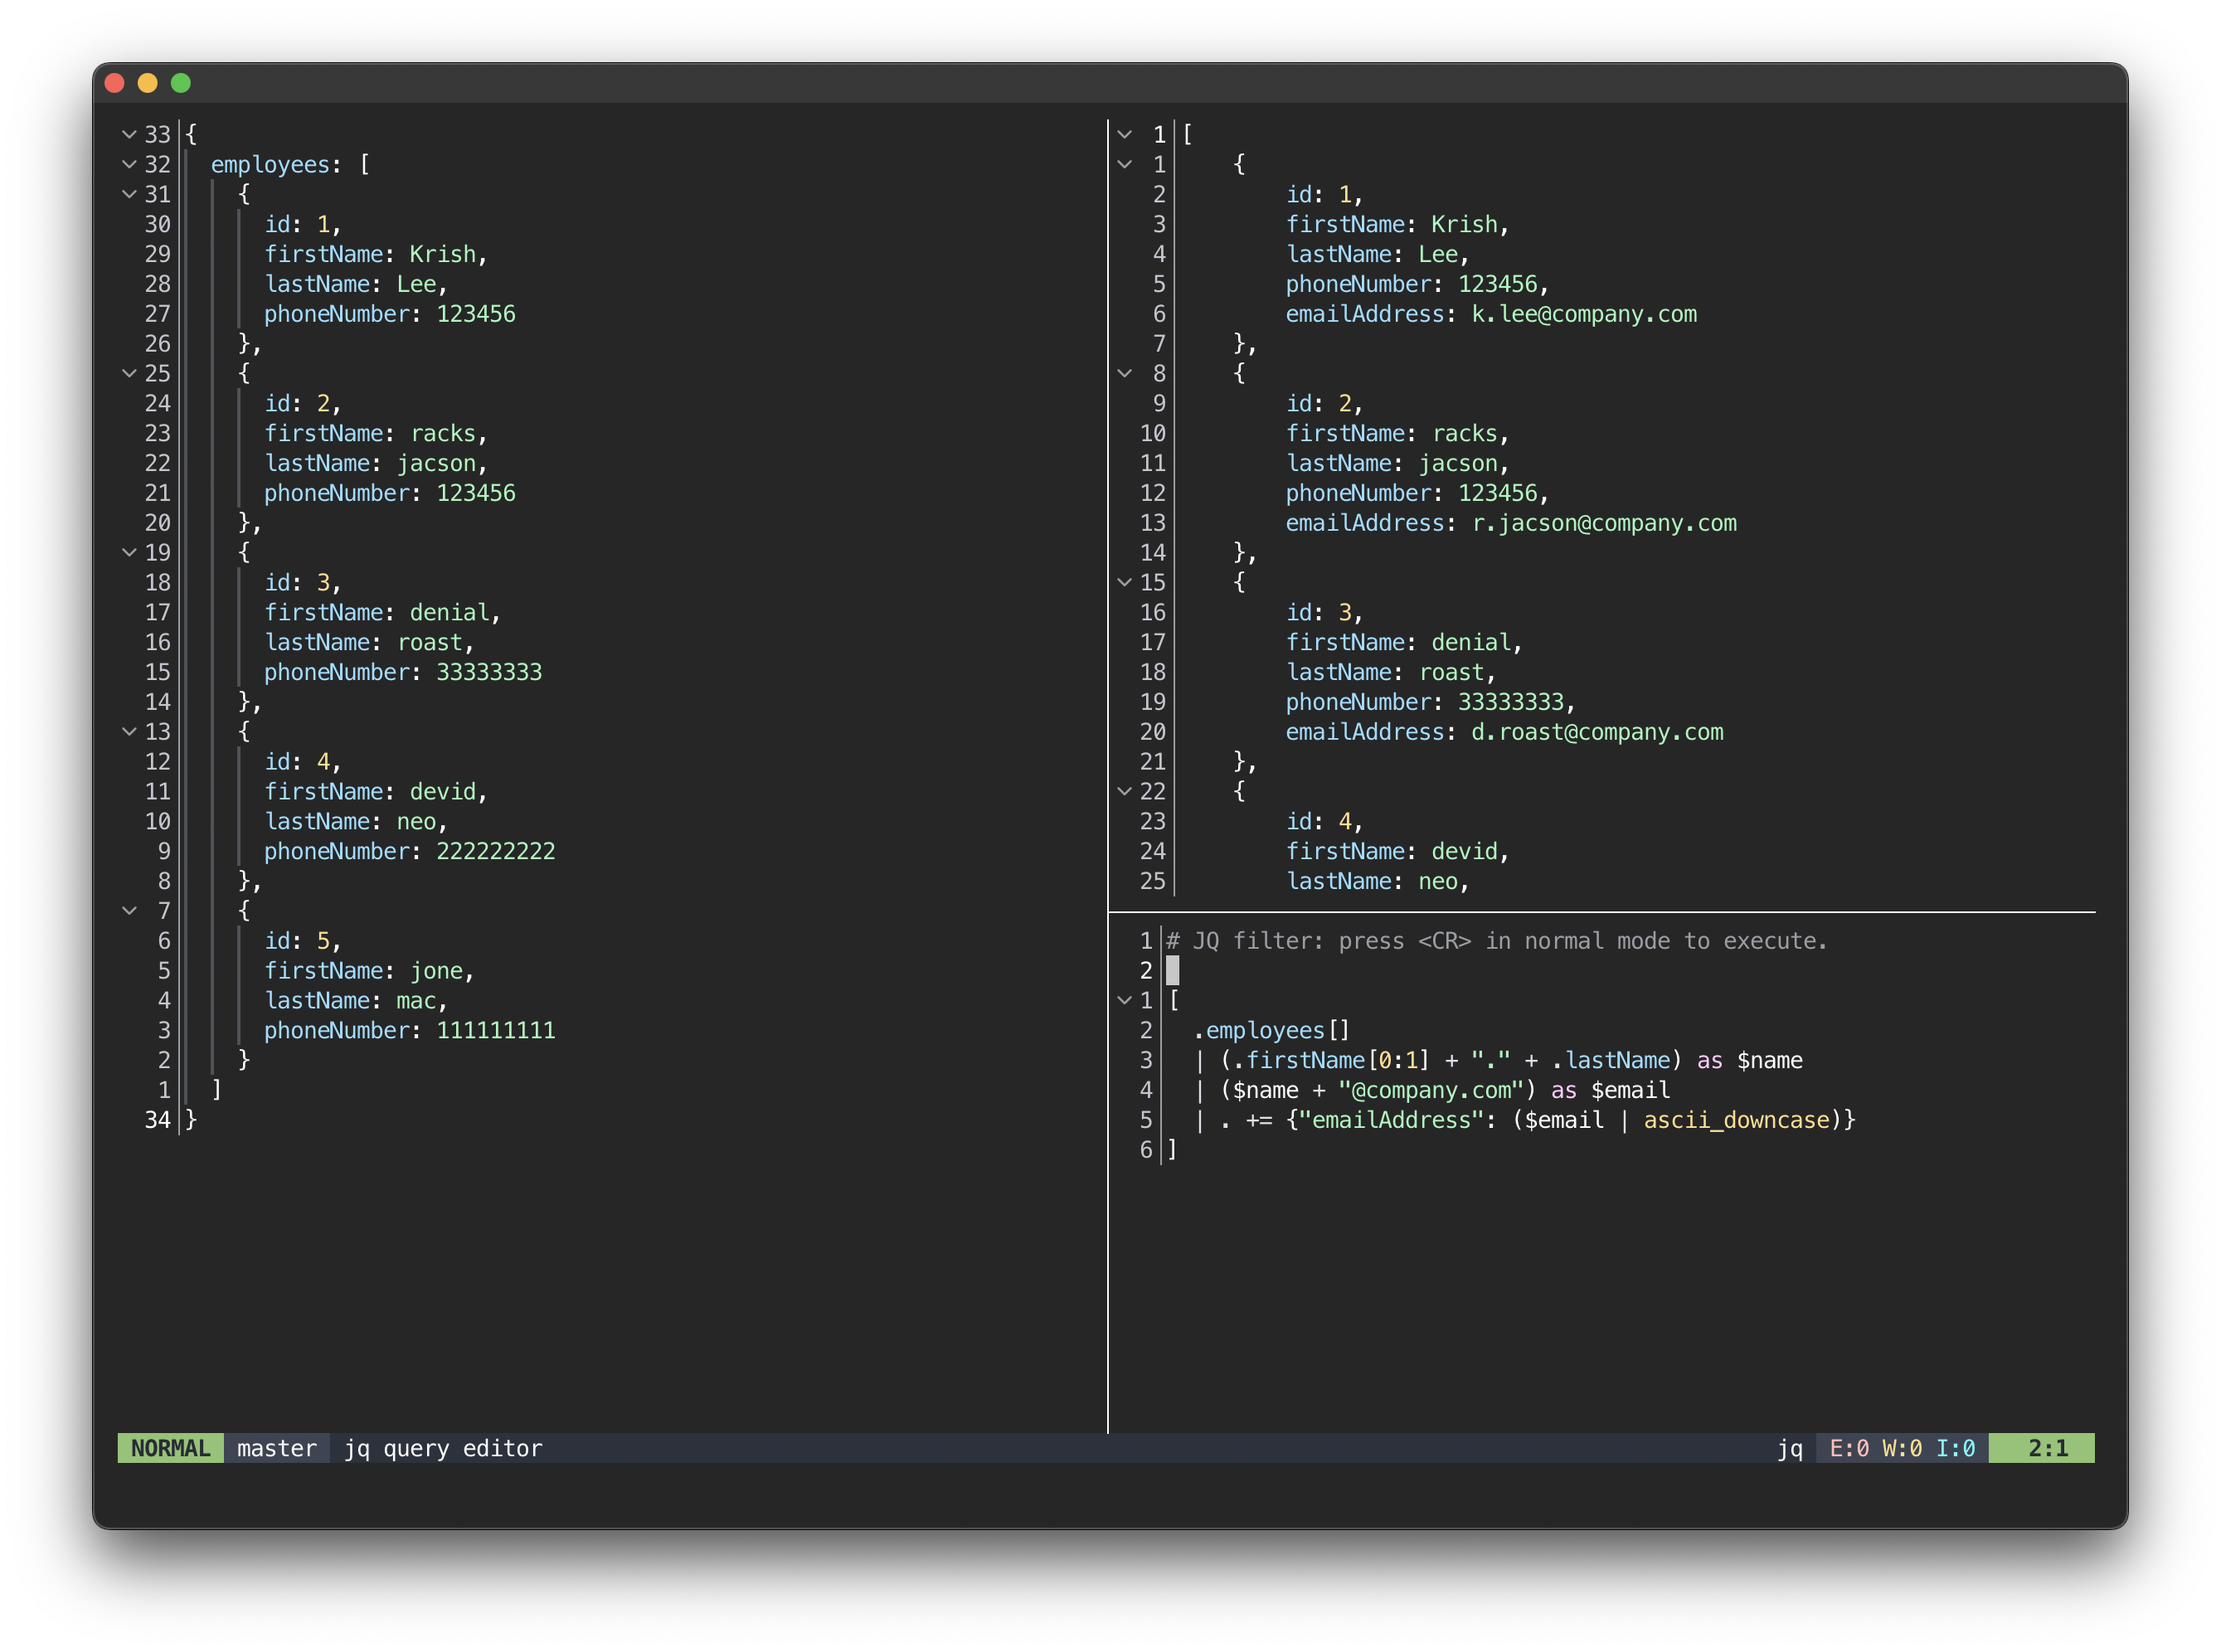 33 {
32 employees: [
31 {
30 id: 1,
29 firstName: Krish,
28 lastName: Lee,
27 phoneNumber: 123456
26 },
25 {
24 id: 2,
23 firstName: racks,
22 lastName: jacson,
21 phoneNumber: 123456
20 },
19 {
18 id: 3,
17 firstName: denial,
16 lastName: roast,
15 phoneNumber: 33333333
14 },
13 {
12 id: 4,
11 firstName: devid,
10 lastName: neo,
9 phoneNumber: 222222222
8 },
7 {
6 id: 5,
5 firstName: jone,
4 lastName: mac,
3 phoneNumber: 111111111
2 }
1 ]
34 }
1 [
1 {
2 id: 1,
3 firstName: Krish,
4 lastName: Lee,
5 phoneNumber: 123456,
6 emailAddress: k.lee@company.com
7 },
8 {
9 id: 2,
10 firstName: racks,
11 lastName: jacson,
12 phoneNumber: 123456,
13 emailAddress: r.jacson@company.com
14 },
15 {
16 id: 3,
17 firstName: denial,
18 lastName: roast,
19 phoneNumber: 33333333,
20 emailAddress: d.roast@company.com
21 },
22 {
23 id: 4,
24 firstName: devid,
25 lastName: neo,
1 # JQ filter: press <CR> in normal mode to execute.
2
1 [
2 .employees[]
3 | (.firstName[0:1] + "." + .lastName) as $name
4 | ($name + "@company.com") as $email
5 | . += {"emailAddress": ($email | ascii_downcase)}
6 ]
NORMAL master jq query editor jq E:0 W:0 I:0 2:1